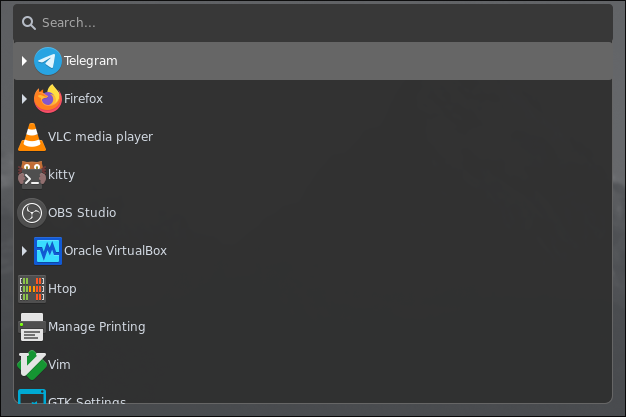 Search...
Telegram
Firefox
VLC media player
kitty
OBS Studio
Oracle VirtualBox
Htop
Manage Printing
Vim
GTK Settings